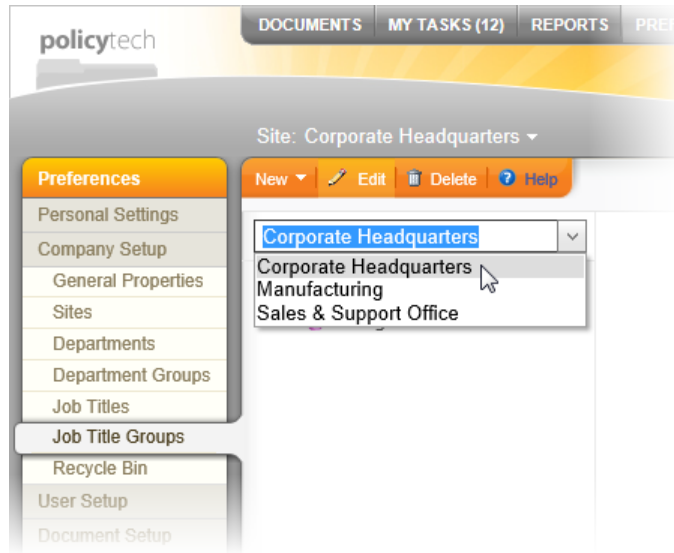 policytech
DOCUMENTS MY TASKS (12) REPORTS
Site: Corporate Headquarters
Preferences
New Edit Delete Help
Personal Settings
Company Setup
General Properties
Sites
Departments
Department Groups
Job Titles
Job Title Groups
Recycle Bin
User Setup
Document Setup
Corporate Headquarters
Corporate Headquarters
Manufacturing
Sales & Support Office